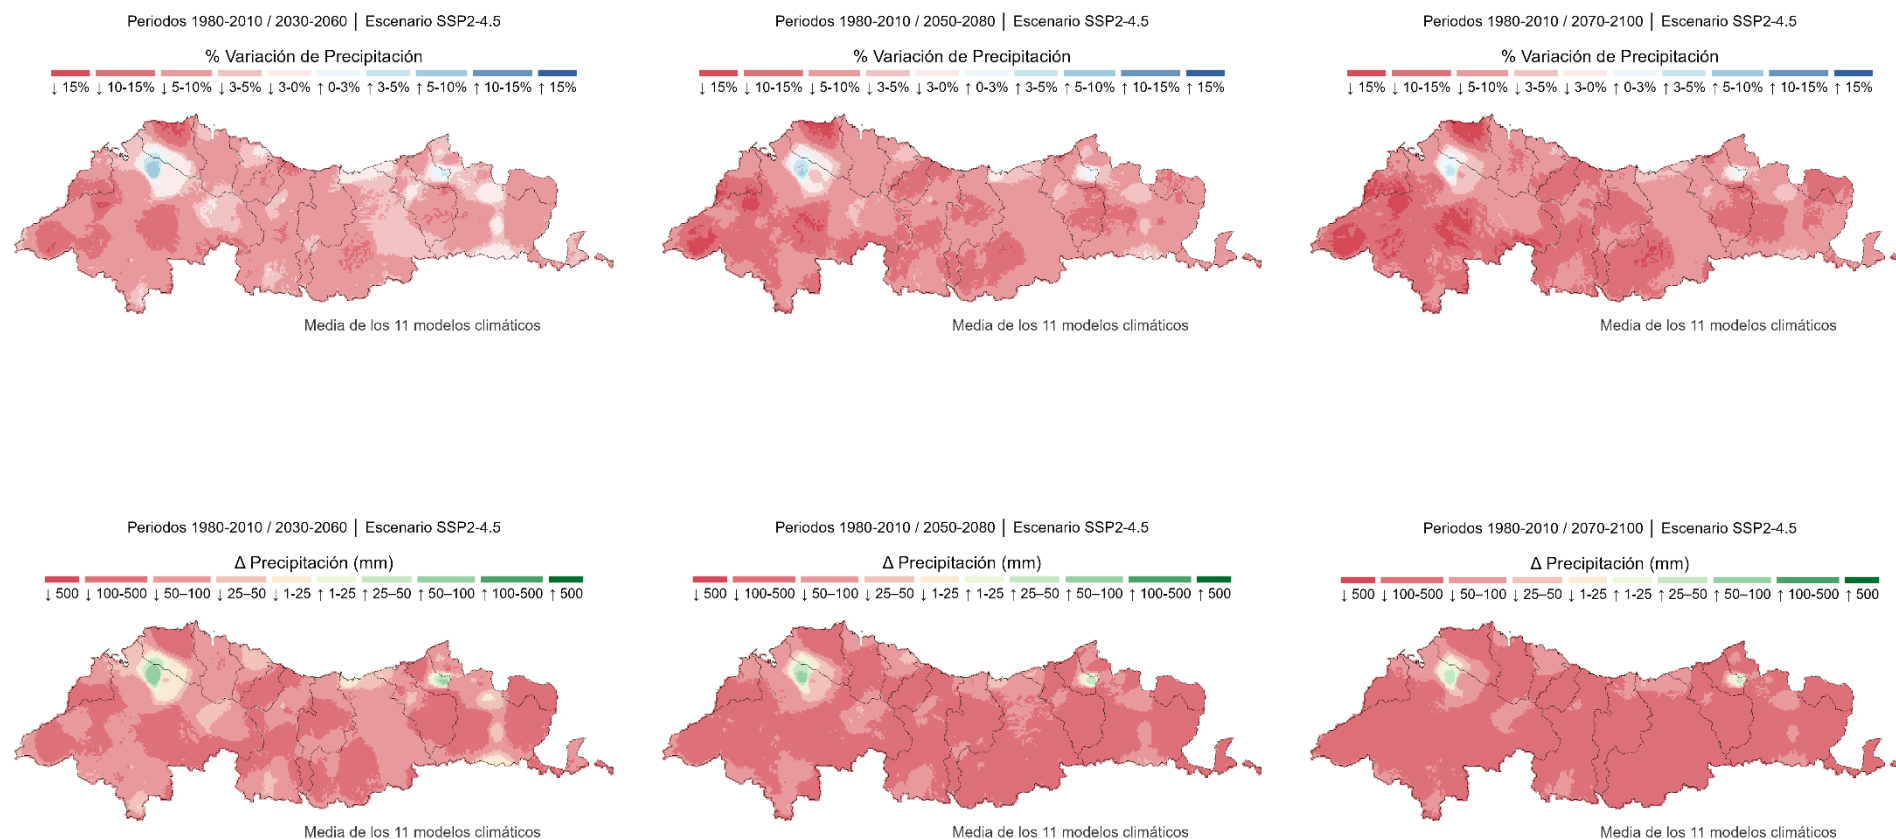 Periodos 1980-2010 / 2030-2060 | Escenario SSP2-4.5
% Variación de Precipitación
↓ 15% ↓ 10-15% ↓ 5-10% ↓ 3-5% ↓ 3-0% ↑ 0-3% ↑ 3-5% ↑ 5-10% ↑ 10-15% ↑ 15%
Media de los 11 modelos climáticos
Periodos 1980-2010 / 2050-2080 | Escenario SSP2-4.5
% Variación de Precipitación
↓ 15% ↓ 10-15% ↓ 5-10% ↓ 3-5% ↓ 3-0% ↑ 0-3% ↑ 3-5% ↑ 5-10% ↑ 10-15% ↑ 15%
Media de los 11 modelos climáticos
Periodos 1980-2010 / 2070-2100 | Escenario SSP2-4.5
% Variación de Precipitación
↓ 15% ↓ 10-15% ↓ 5-10% ↓ 3-5% ↓ 3-0% ↑ 0-3% ↑ 3-5% ↑ 5-10% ↑ 10-15% ↑ 15%
Media de los 11 modelos climáticos
Periodos 1980-2010 / 2030-2060 | Escenario SSP2-4.5
Δ Precipitación (mm)
↓ 500 ↓ 100-500 ↓ 50–100 ↓ 25–50 ↓ 1-25 ↑ 1-25 ↑ 25–50 ↑ 50–100 ↑ 100-500 ↑ 500
Media de los 11 modelos climáticos
Periodos 1980-2010 / 2050-2080 | Escenario SSP2-4.5
Δ Precipitación (mm)
↓ 500 ↓ 100-500 ↓ 50–100 ↓ 25–50 ↓ 1-25 ↑ 1-25 ↑ 25–50 ↑ 50–100 ↑ 100-500 ↑ 500
Media de los 11 modelos climáticos
Periodos 1980-2010 / 2070-2100 | Escenario SSP2-4.5
Δ Precipitación (mm)
↓ 500 ↓ 100-500 ↓ 50–100 ↓ 25–50 ↓ 1-25 ↑ 1-25 ↑ 25–50 ↑ 50–100 ↑ 100-500 ↑ 500
Media de los 11 modelos climáticos